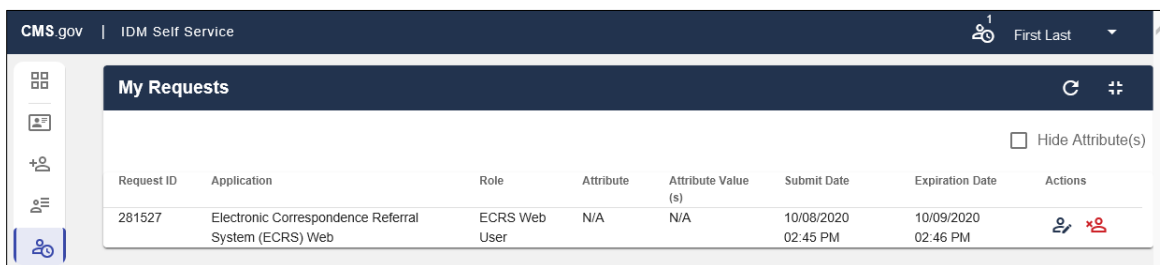 CMS.gov | IDM Self Service
1
First Last
My Requests
Hide Attribute(s)
Request ID Application Role Attribute Attribute Value Submit Date Expiration Date Actions
(s)
281527 Electronic Correspondence Referral ECRS Web N/A N/A 10/08/2020 10/09/2020
System (ECRS) Web User 02:45 PM 02:46 PM